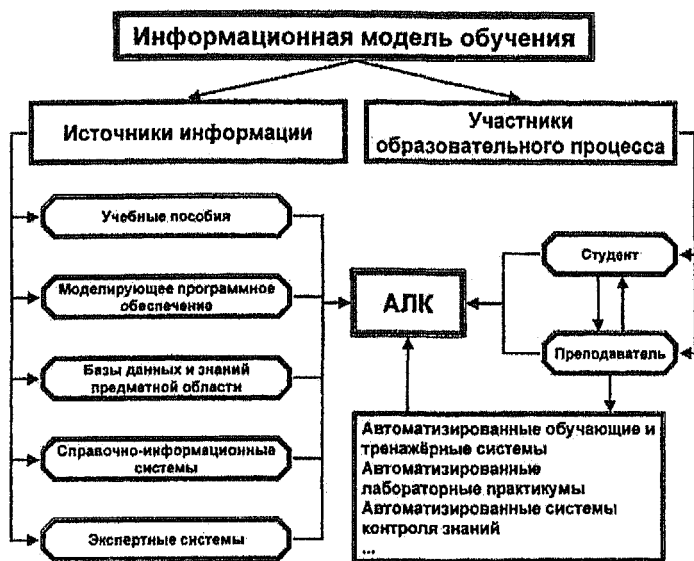 Информационная модель обучения
Источники информации
Участники
образовательного процесса
Учебные пособия
Моделирующее программное
обеспечение
Базы данных и знаний
предметной области
Справочно-информационные
системы
Экспертные системы
АЛК
Студент
Преподаватель
Автоматизированные обучающие и
тренажёрные системы
Автоматизированные
лабораторные практикумы
Автоматизированные системы
контроля знаний
...